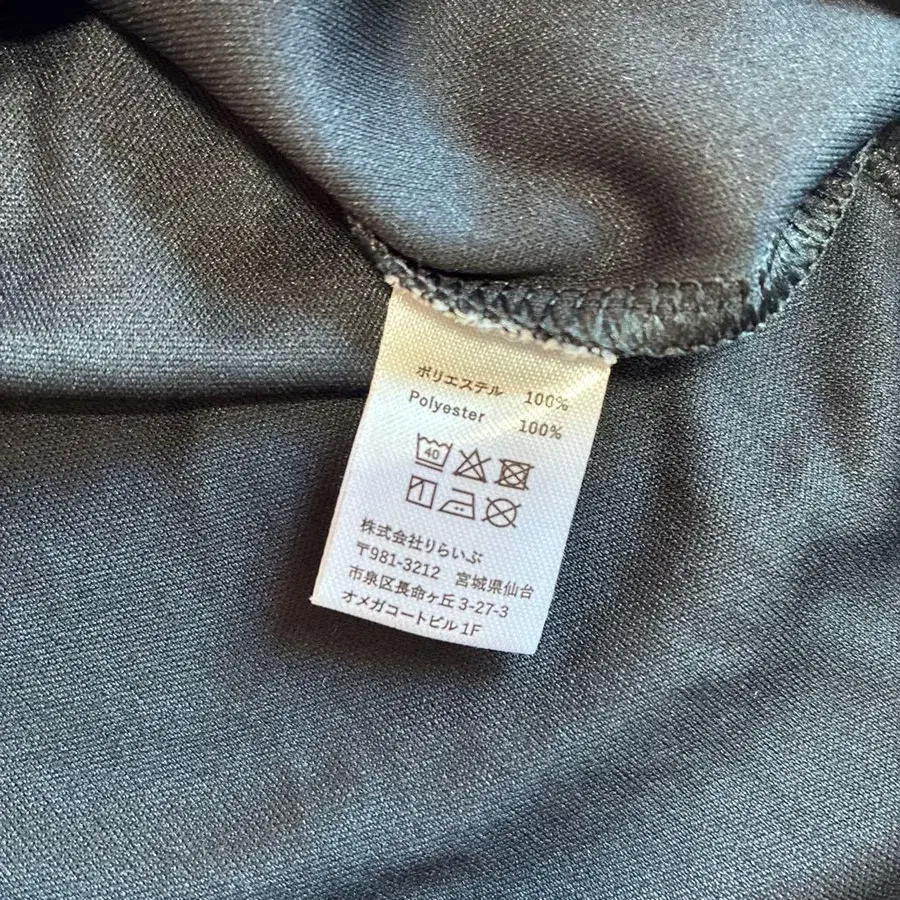 ポリエステル 100%
Polyester 100%
40
株式会社りらいぶ
〒981-3212 宮城県仙台
市泉区長命ヶ丘 3-27-3
オメガコートビル 1F